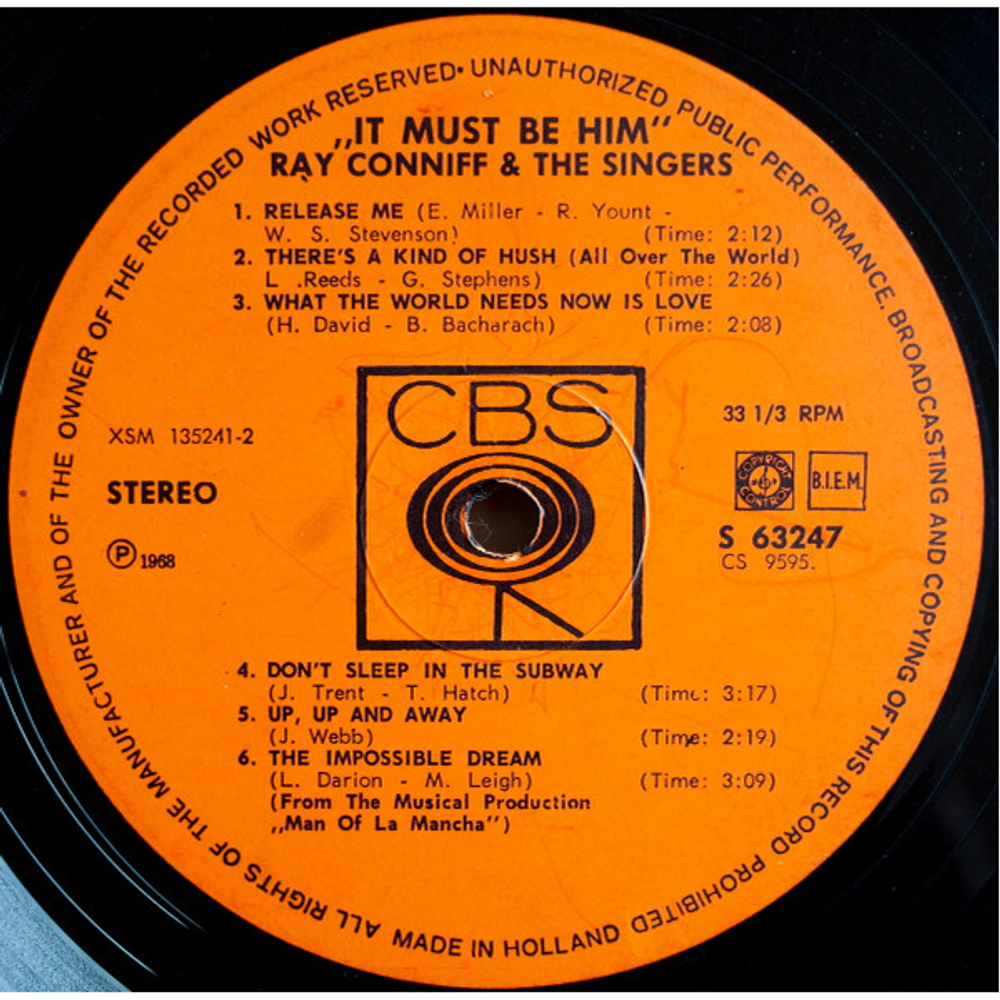 ALL RIGHTS OF THE MANUFACTURER AND OF THE OWNER OF THE RECORDED WORK RESERVED• UNAUTHORIZED PUBLIC PERFORMANCE, BROADCASTING AND COPYING OF THIS RECORD PROHIBITED
„IT MUST BE HIM”
RAY CONNIFF & THE SINGERS
1. RELEASE ME (E. Miller - R. Yount -
W. S. Stevenson) (Time: 2:12)
2. THERE'S A KIND OF HUSH (All Over The World)
L .Reeds - G. Stephens) (Time: 2:26)
3. WHAT THE WORLD NEEDS NOW IS LOVE
(H. David - B. Bacharach) (Time: 2:08)
CBS
XSM 135241-2
33 1/3 RPM
STEREO
COPYRIGHT CONTROL
B.I.E.M.
S 63247
CS 9595.
Ⓟ 1968
4. DON'T SLEEP IN THE SUBWAY
(J. Trent - T. Hatch) (Time: 3:17)
5. UP, UP AND AWAY
(J. Webb) (Time: 2:19)
6. THE IMPOSSIBLE DREAM
(L. Darion - M. Leigh) (Time: 3:09)
(From The Musical Production
„Man Of La Mancha”)
MADE IN HOLLAND